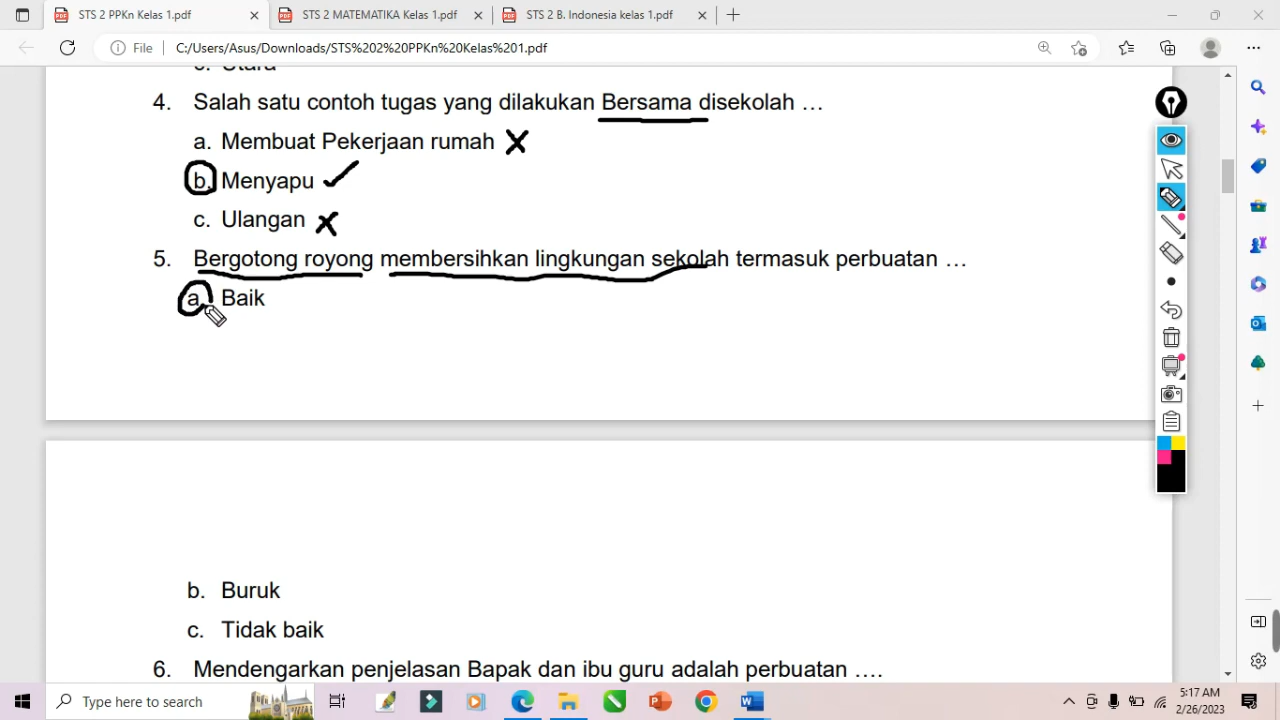 STS 2 PPKn Kelas 1.pdf
STS 2 MATEMATIKA Kelas 1.pdf
STS 2 B. Indonesia kelas 1.pdf
File
C:/Users/Asus/Downloads/STS%202%20PPKn%20Kelas%201.pdf
c. Utara
4. Salah satu contoh tugas yang dilakukan Bersama disekolah …
a. Membuat Pekerjaan rumah
b. Menyapu
c. Ulangan
5. Bergotong royong membersihkan lingkungan sekolah termasuk perbuatan …
a. Baik
b. Buruk
c. Tidak baik
6. Mendengarkan penjelasan Bapak dan ibu guru adalah perbuatan ….
Type here to search
5:17 AM
2/26/2023